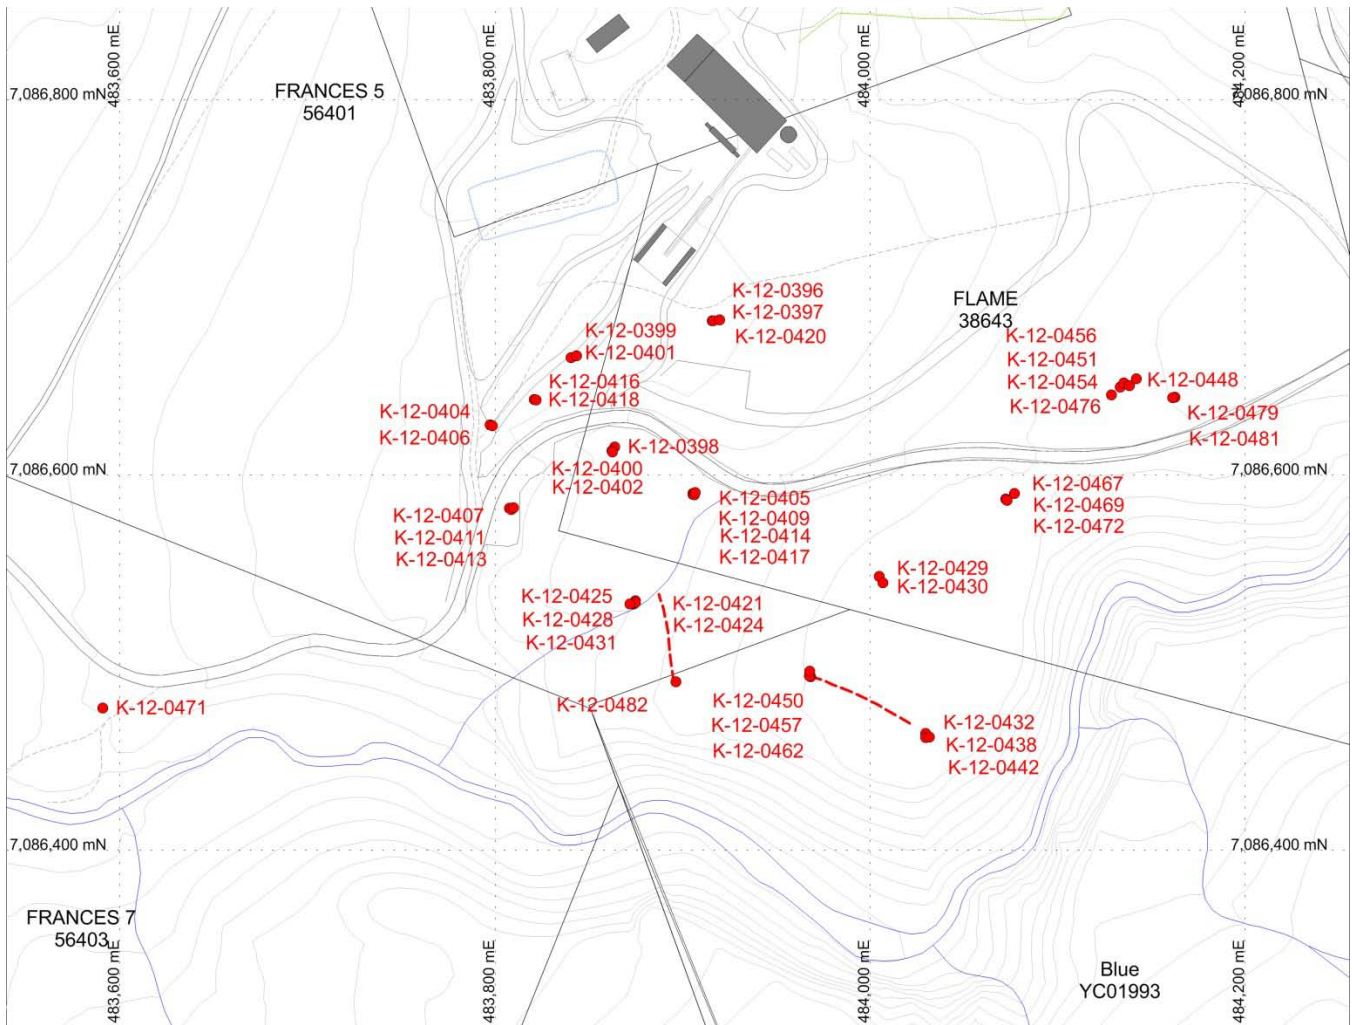 483,600 mE
483,800 mE
484,000 mE
484,200 mE
7,086,800 mN
7,086,800 mN
FRANCES 5
56401
FLAME
38643
K-12-0396
K-12-0397
K-12-0420
K-12-0399
K-12-0401
K-12-0416
K-12-0418
K-12-0404
K-12-0406
K-12-0456
K-12-0451
K-12-0454
K-12-0476
K-12-0448
K-12-0479
K-12-0481
K-12-0398
K-12-0400
K-12-0402
7,086,600 mN
7,086,600 mN
K-12-0407
K-12-0411
K-12-0413
K-12-0405
K-12-0409
K-12-0414
K-12-0417
K-12-0467
K-12-0469
K-12-0472
K-12-0429
K-12-0430
K-12-0425
K-12-0428
K-12-0431
K-12-0421
K-12-0424
K-12-0482
K-12-0471
K-12-0450
K-12-0457
K-12-0462
K-12-0432
K-12-0438
K-12-0442
7,086,400 mN
7,086,400 mN
FRANCES 7
56403
Blue
YC01993
483,600 mE
483,800 mE
484,000 mE
484,200 mE